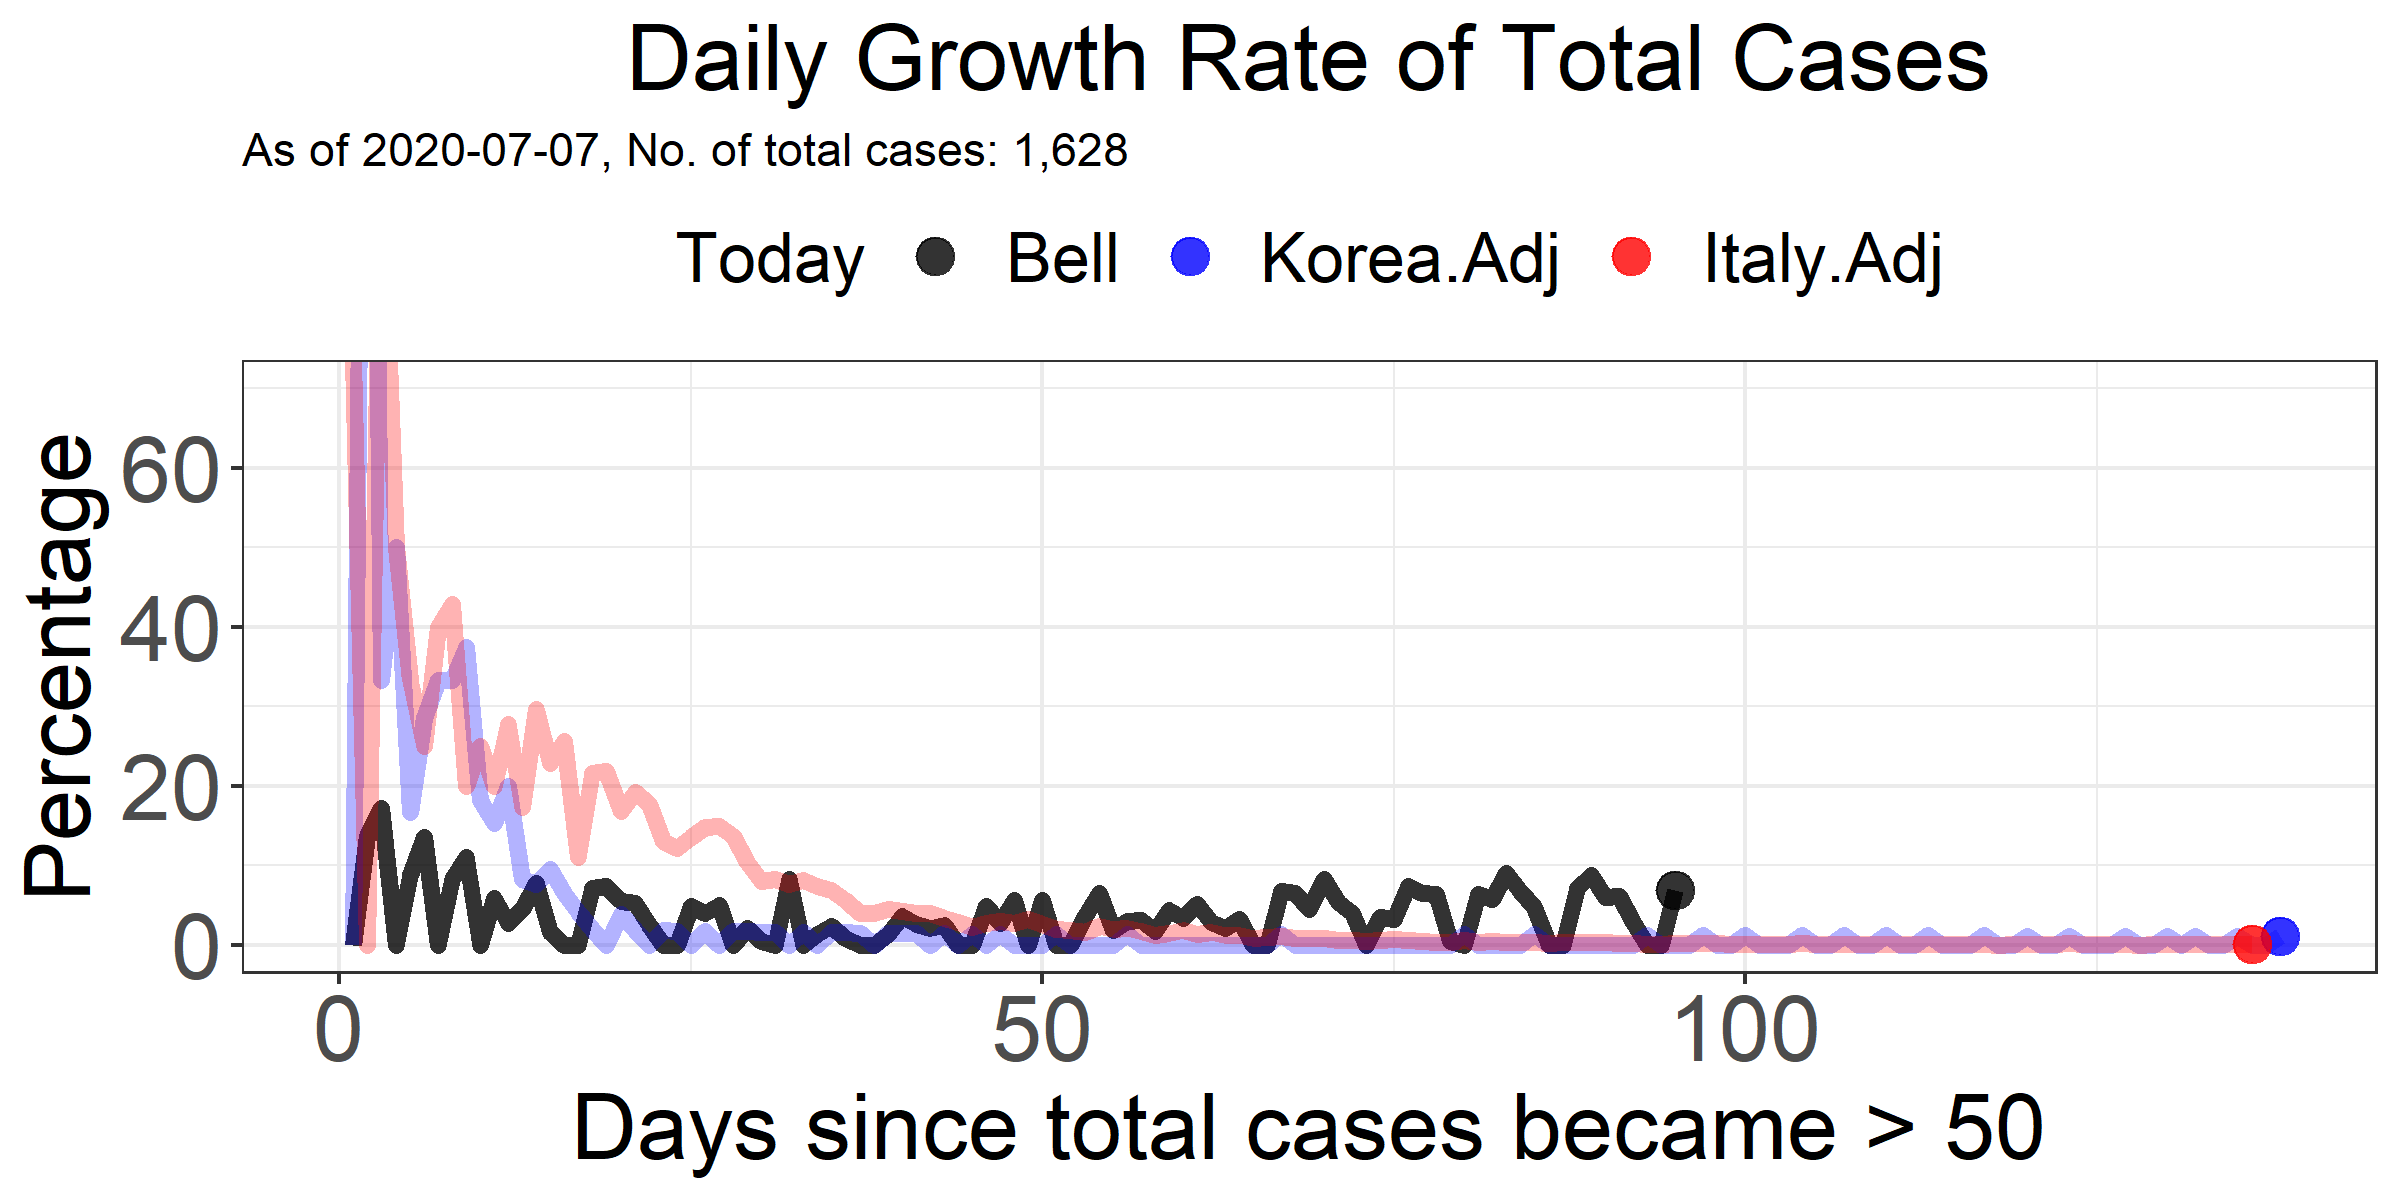 Daily Growth Rate of Total Cases
As of 2020-07-07, No. of total cases: 1,628
Today Bell Korea.Adj Italy.Adj
Percentage
60
40
20
0
0 50 100
Days since total cases became > 50